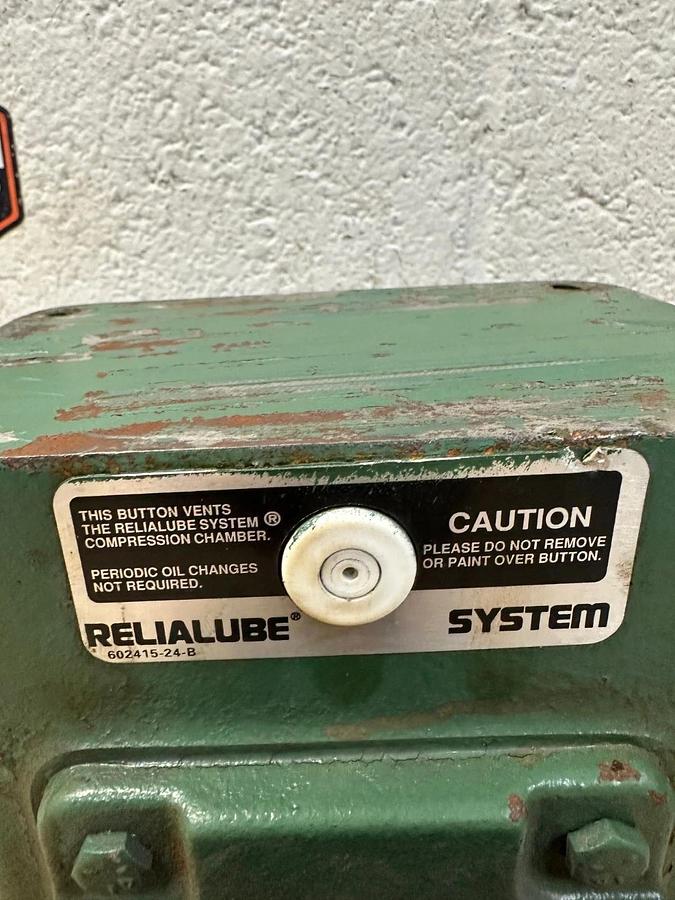 THIS BUTTON VENTS
THE RELIALUBE SYSTEM ®
COMPRESSION CHAMBER.
PERIODIC OIL CHANGES
NOT REQUIRED.
CAUTION
PLEASE DO NOT REMOVE
OR PAINT OVER BUTTON.
RELIALUBE® SYSTEM
602415-24-B